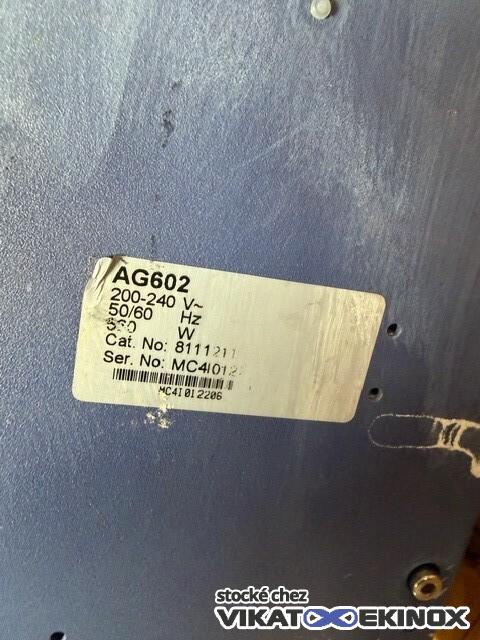 AG602
200-240 V~
50/60 Hz
W
Cat. No: 8111211
Ser. No: MC4I012
MC4I012206
stocké chez
VIKAT EKINOX